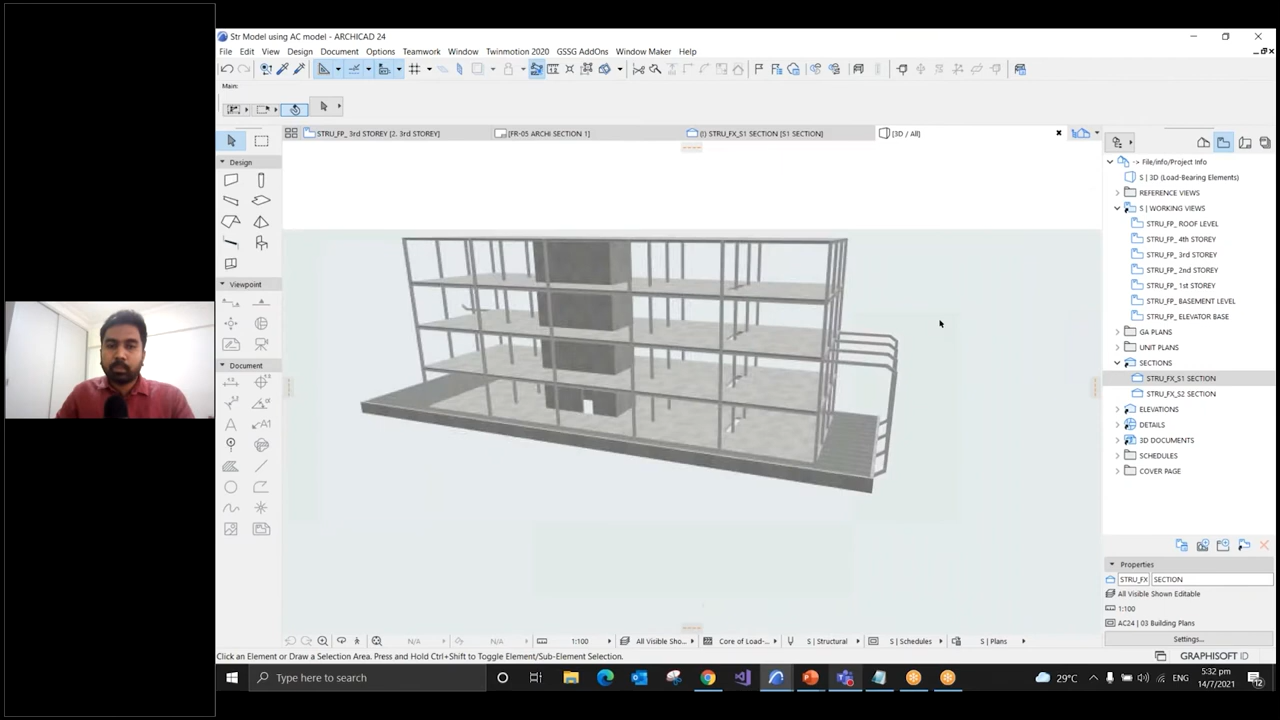 Str Model using AC model - ARCHICAD 24
File Edit View Design Document Options Teamwork Window Twinmotion 2020 GSSG AddOns Window Maker Help
Main:
STRU_FP_ 3rd STOREY [2. 3rd STOREY]
[FR-05 ARCHI SECTION 1]
(!) STRU_FX_S1 SECTION [S1 SECTION]
[3D / All]
Design
Viewpoint
Document
A
A1
-> File/info/Project Info
S | 3D (Load-Bearing Elements)
REFERENCE VIEWS
S | WORKING VIEWS
STRU_FP_ ROOF LEVEL
STRU_FP_ 4th STOREY
STRU_FP_ 3rd STOREY
STRU_FP_ 2nd STOREY
STRU_FP_ 1st STOREY
STRU_FP_ BASEMENT LEVEL
STRU_FP_ ELEVATOR BASE
GA PLANS
UNIT PLANS
SECTIONS
STRU_FX_S1 SECTION
STRU_FX_S2 SECTION
ELEVATIONS
DETAILS
3D DOCUMENTS
SCHEDULES
COVER PAGE
Properties
STRU_FX SECTION
All Visible Shown Editable
1:100
AC24 | 03 Building Plans
Settings...
N/A N/A 1:100 All Visible Sho... Core of Load-... S | Structural S | Schedules S | Plans
Click an Element or Draw a Selection Area. Press and Hold Ctrl+Shift to Toggle Element/Sub-Element Selection.
GRAPHISOFT ID
Type here to search
29°C
ENG
5:32 pm
14/7/2021